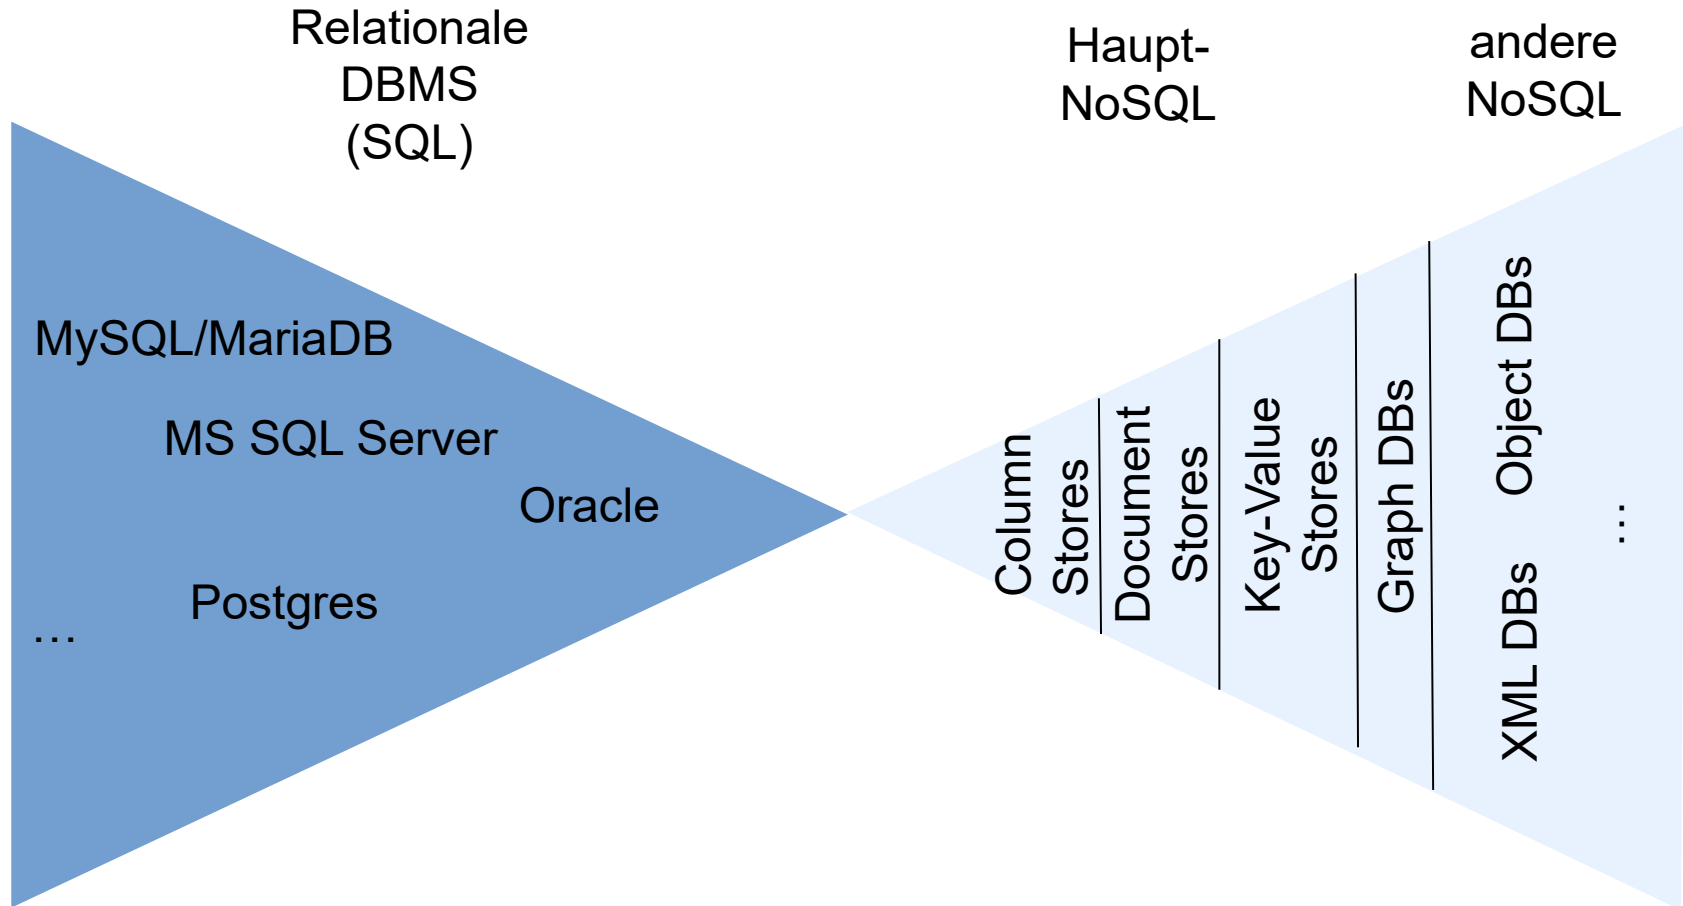 Relationale
DBMS
(SQL)
Haupt-
NoSQL
andere
NoSQL
MySQL/MariaDB
MS SQL Server
Oracle
Postgres
...
Column
Stores
Document
Stores
Key-Value
Stores
Graph DBs
Object DBs
XML DBs
...